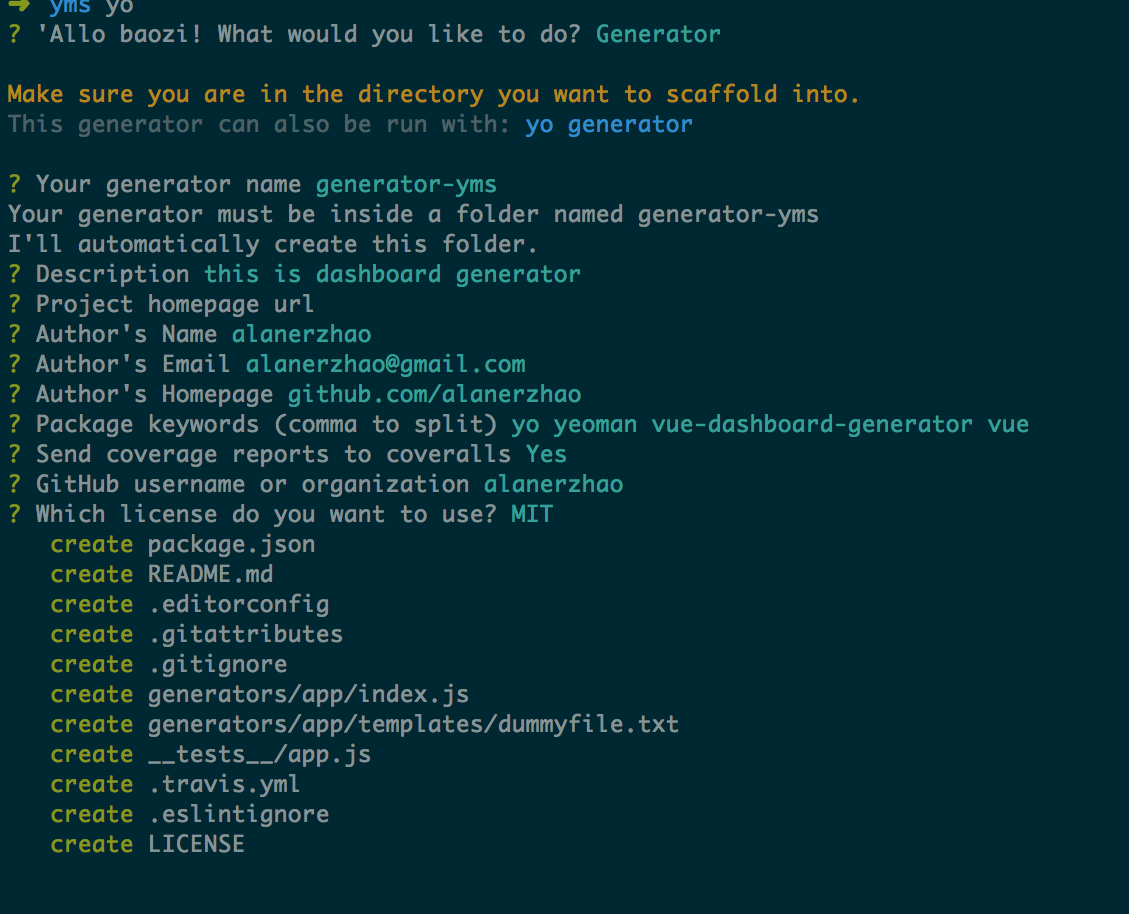 ➜ yms yo
? 'Allo baozi! What would you like to do? Generator
Make sure you are in the directory you want to scaffold into.
This generator can also be run with: yo generator
? Your generator name generator-yms
Your generator must be inside a folder named generator-yms
I'll automatically create this folder.
? Description this is dashboard generator
? Project homepage url
? Author's Name alanerzhao
? Author's Email alanerzhao@gmail.com
? Author's Homepage github.com/alanerzhao
? Package keywords (comma to split) yo yeoman vue-dashboard-generator vue
? Send coverage reports to coveralls Yes
? GitHub username or organization alanerzhao
? Which license do you want to use? MIT
create package.json
create README.md
create .editorconfig
create .gitattributes
create .gitignore
create generators/app/index.js
create generators/app/templates/dummyfile.txt
create __tests__/app.js
create .travis.yml
create .eslintignore
create LICENSE